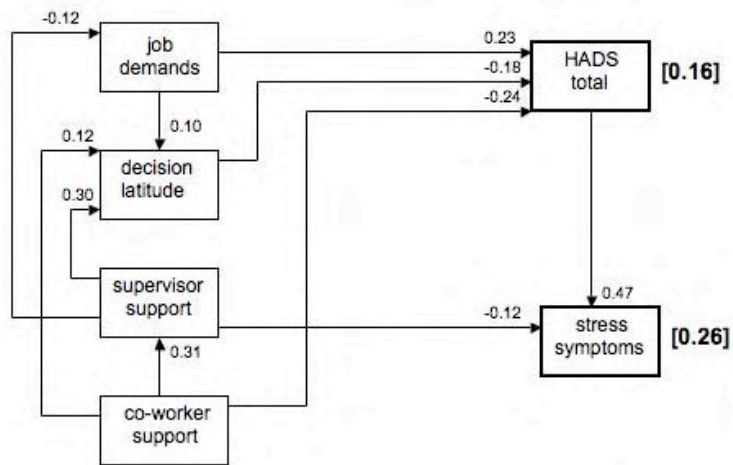 -0.12
job
demands
0.23
HADS
total
[0.16]
-0.18
-0.24
0.10
0.12
decision
latitude
0.30
supervisor
support
-0.12
0.47
stress
symptoms
[0.26]
0.31
co-worker
support